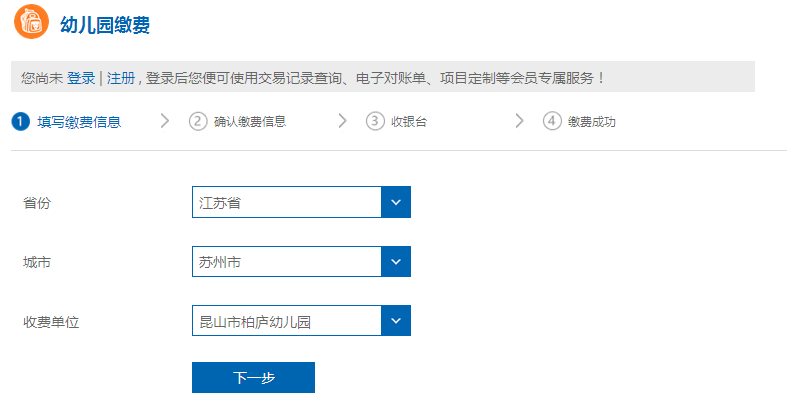 幼儿园缴费
您尚未 登录 | 注册 , 登录后您便可使用交易记录查询、电子对账单、项目定制等会员专属服务！
1 填写缴费信息 2 确认缴费信息 3 收银台 4 缴费成功
省份 江苏省
城市 苏州市
收费单位 昆山市柏庐幼儿园
下一步